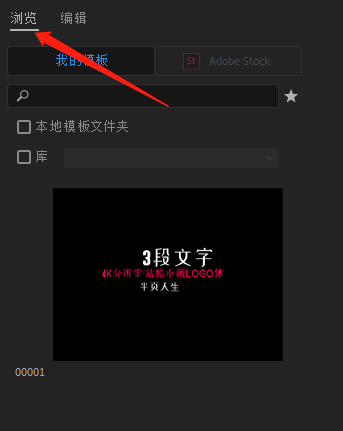 浏览 编辑
我的模板 St Adobe Stock
本地模板文件夹
库
3段文字
4K分辨率·站酷小薇LOGO体
半页人生
00001